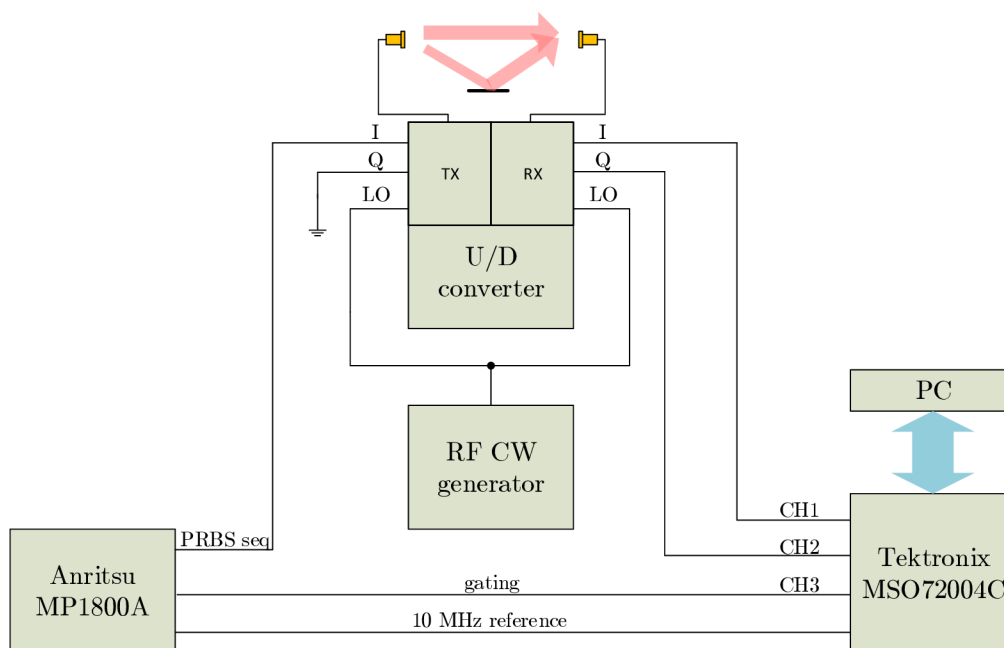 I
I
Q
Q
TX
RX
LO
LO
U/D
converter
PC
RF CW
generator
CH1
PRBS seq
CH2
Anritsu
MP1800A
Tektronix
MSO72004C
gating
CH3
10 MHz reference